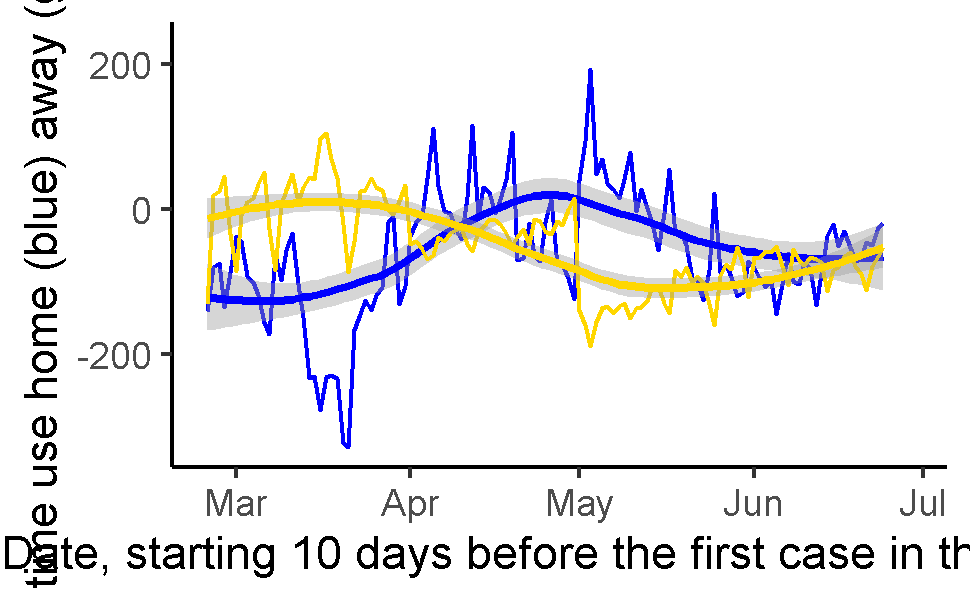 time use home (blue) away (
200
0
-200
Mar Apr May Jun Jul
Date, starting 10 days before the first case in th